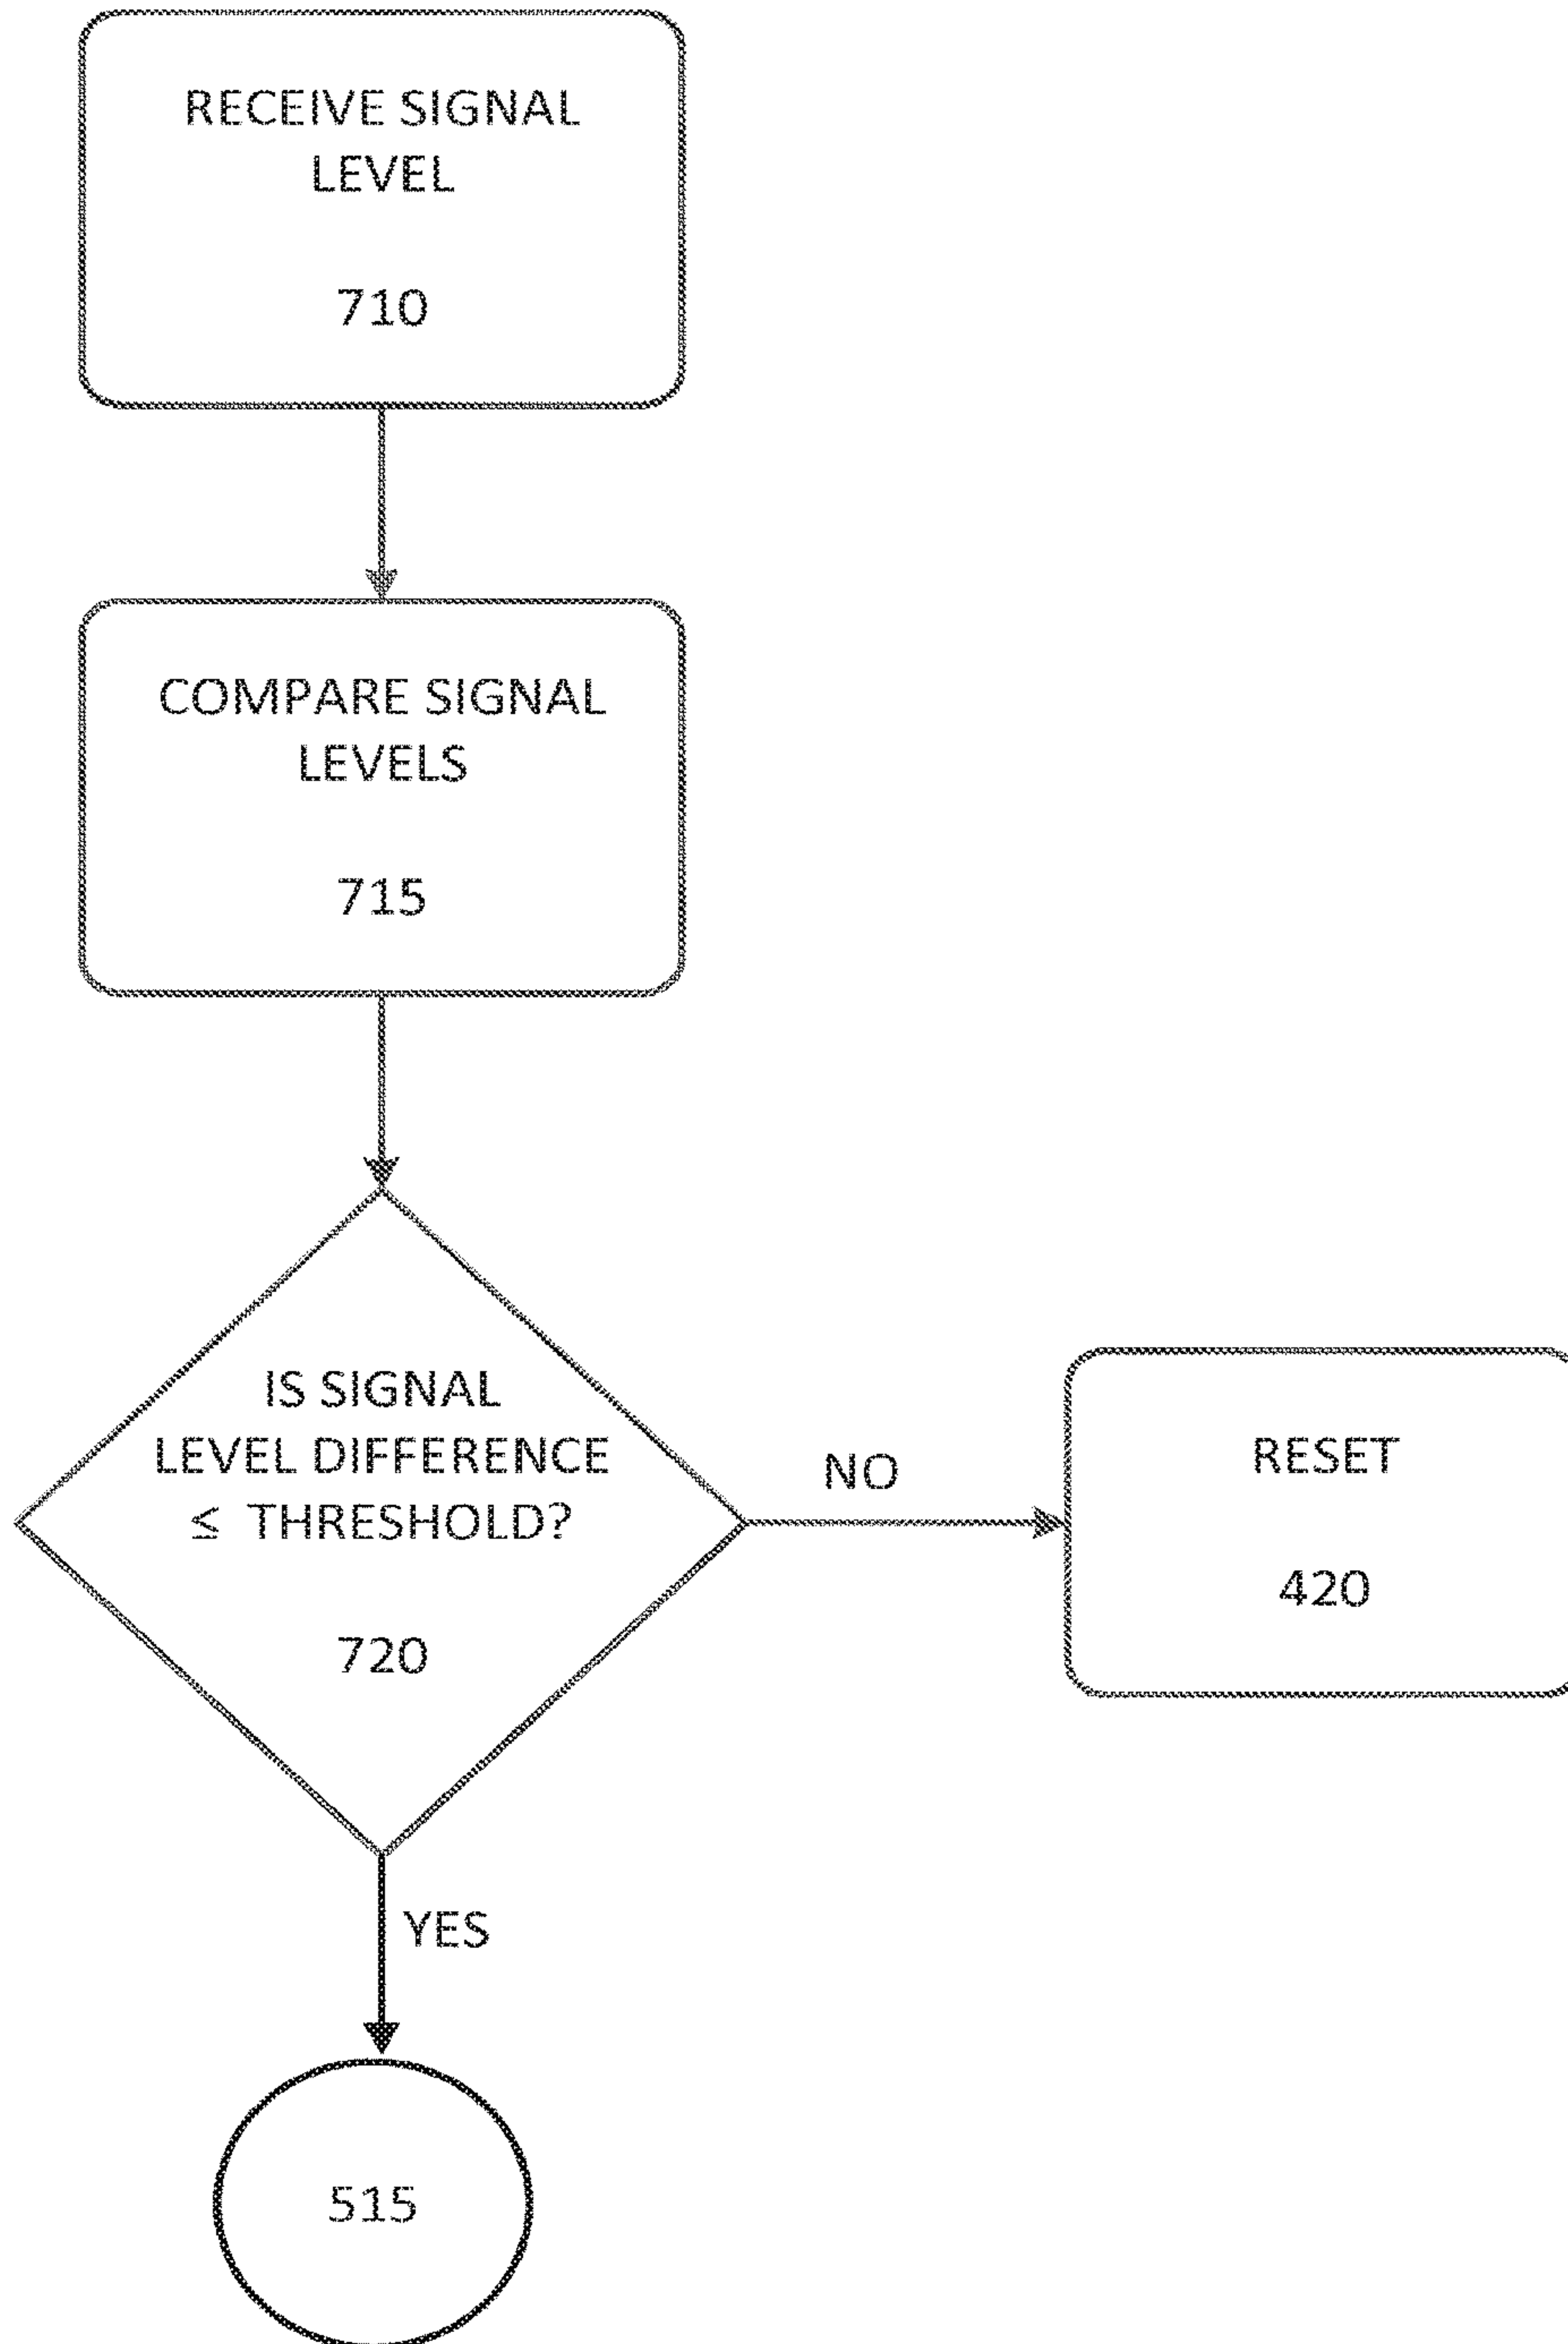 RECEIVE SIGNAL
LEVEL
710
COMPARE SIGNAL
LEVELS
715
IS SIGNAL
LEVEL DIFFERENCE
≤ THRESHOLD?
720
NO
RESET
420
YES
515